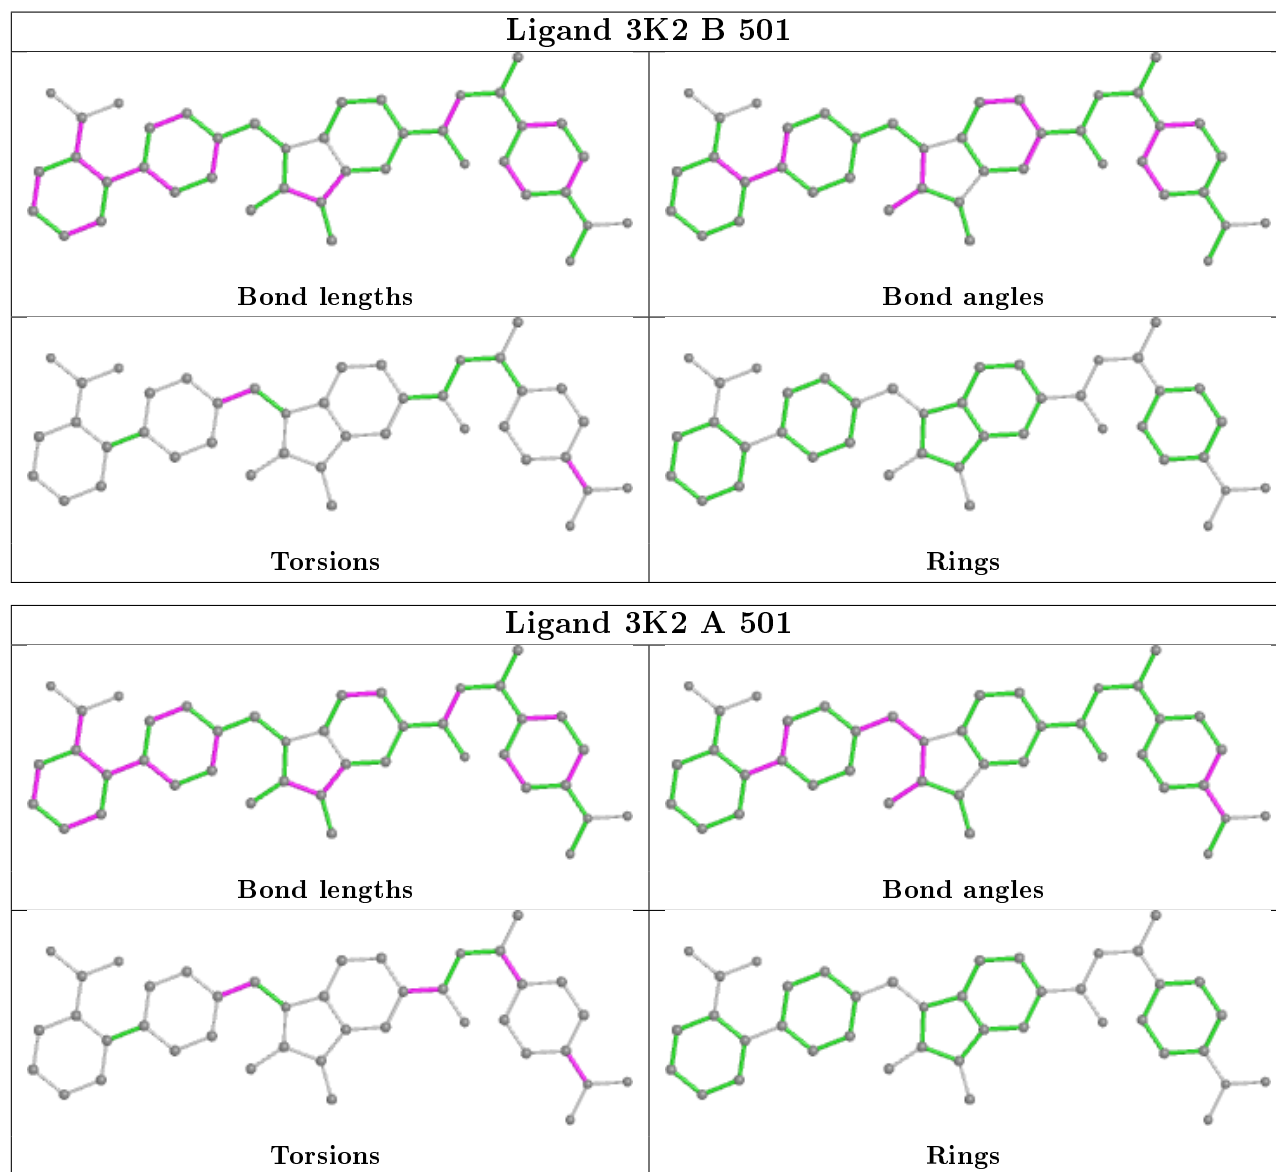 Ligand 3K2 B 501
Bond lengths
Bond angles
Torsions
Rings
Ligand 3K2 A 501
Bond lengths
Bond angles
Torsions
Rings